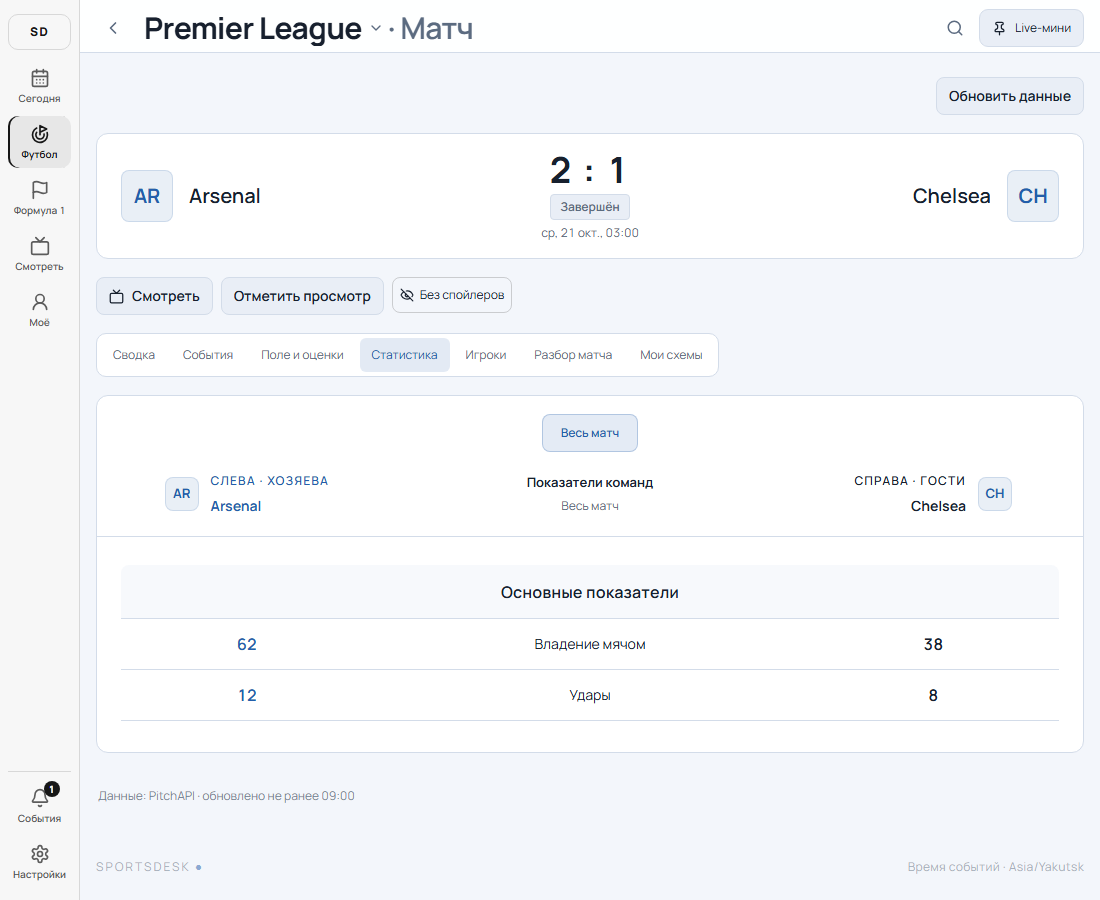 SD
Сегодня
Футбол
Формула 1
Смотреть
Моё
1
События
Настройки
Premier League · Матч
Live-мини
Обновить данные
AR Arsenal
2 : 1
Завершён
ср, 21 окт., 03:00
Chelsea CH
Смотреть
Отметить просмотр
Без спойлеров
Сводка События Поле и оценки Статистика Игроки Разбор матча Мои схемы
Весь матч
AR
СЛЕВА · ХОЗЯЕВА
Arsenal
Показатели команд
Весь матч
СПРАВА · ГОСТИ
Chelsea
CH
Основные показатели
62 Владение мячом 38
12 Удары 8
Данные: PitchAPI · обновлено не ранее 09:00
SPORTSDESK
Время событий · Asia/Yakutsk